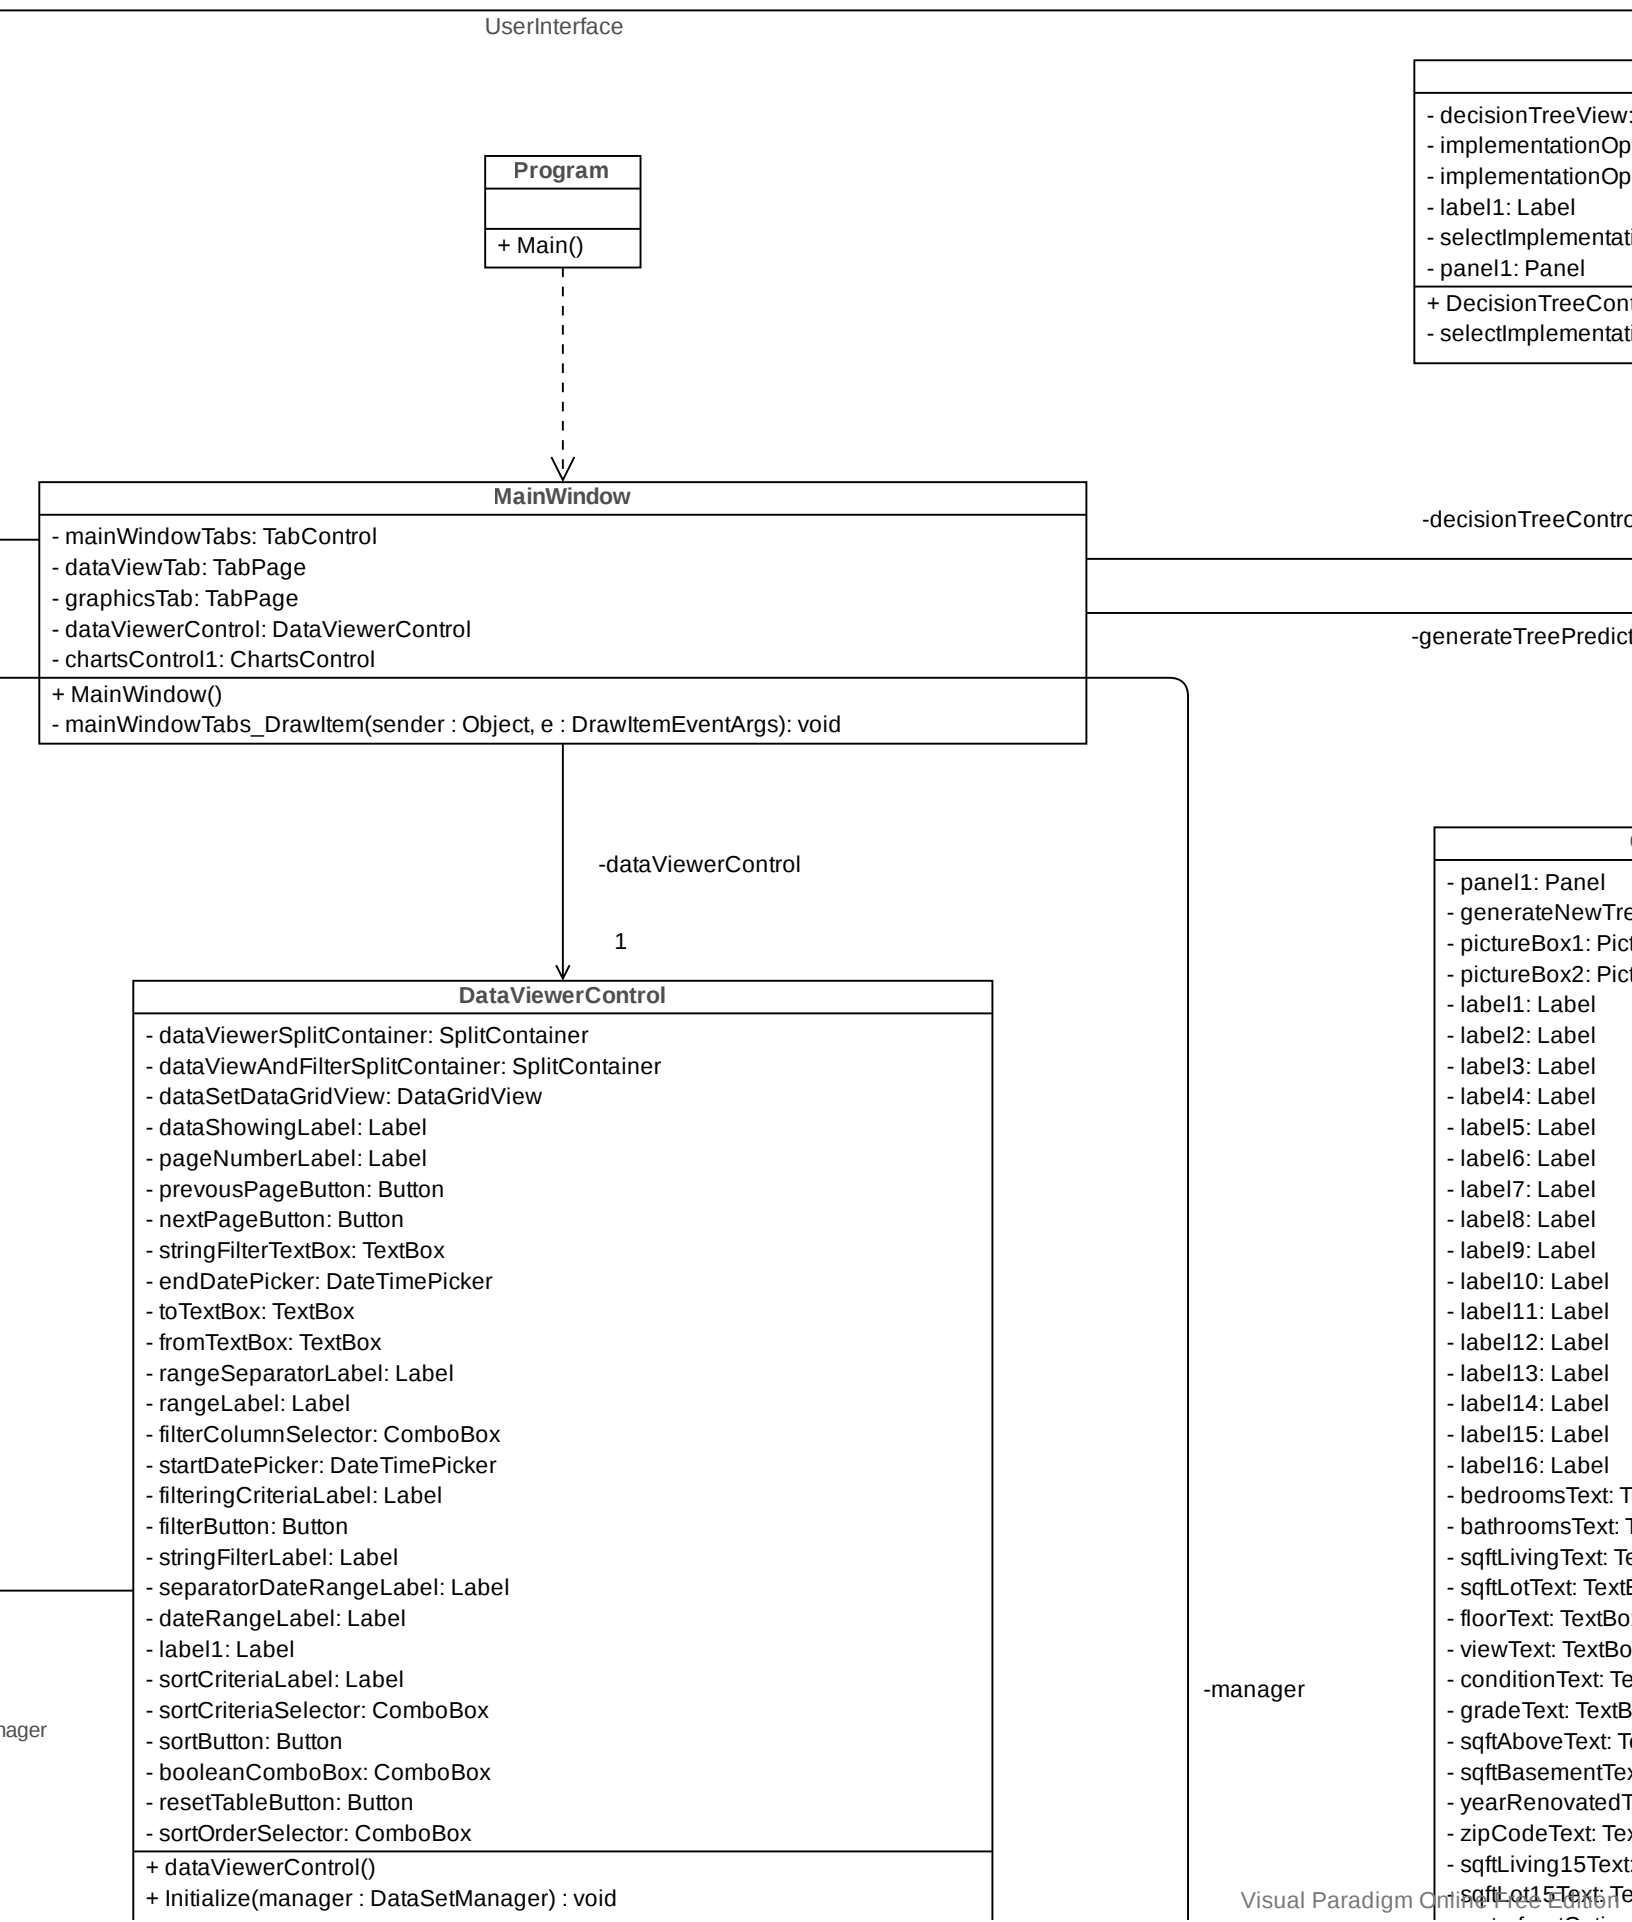 UserInterface
Program
+ Main()
- decisionTreeView:
- implementationOp
- implementationOp
- label1: Label
- selectImplementati
- panel1: Panel
+ DecisionTreeCont
- selectImplementati
MainWindow
- mainWindowTabs: TabControl
- dataViewTab: TabPage
- graphicsTab: TabPage
- dataViewerControl: DataViewerControl
- chartsControl1: ChartsControl
+ MainWindow()
- mainWindowTabs_DrawItem(sender : Object, e : DrawItemEventArgs): void
-decisionTreeContro
-generateTreePredict
-dataViewerControl
1
DataViewerControl
- dataViewerSplitContainer: SplitContainer
- dataViewAndFilterSplitContainer: SplitContainer
- dataSetDataGridView: DataGridView
- dataShowingLabel: Label
- pageNumberLabel: Label
- prevousPageButton: Button
- nextPageButton: Button
- stringFilterTextBox: TextBox
- endDatePicker: DateTimePicker
- toTextBox: TextBox
- fromTextBox: TextBox
- rangeSeparatorLabel: Label
- rangeLabel: Label
- filterColumnSelector: ComboBox
- startDatePicker: DateTimePicker
- filteringCriteriaLabel: Label
- filterButton: Button
- stringFilterLabel: Label
- separatorDateRangeLabel: Label
- dateRangeLabel: Label
- label1: Label
- sortCriteriaLabel: Label
- sortCriteriaSelector: ComboBox
- sortButton: Button
- booleanComboBox: ComboBox
- resetTableButton: Button
- sortOrderSelector: ComboBox
+ dataViewerControl()
+ Initialize(manager : DataSetManager) : void
nager
-manager
- panel1: Panel
- generateNewTre
- pictureBox1: Pict
- pictureBox2: Pict
- label1: Label
- label2: Label
- label3: Label
- label4: Label
- label5: Label
- label6: Label
- label7: Label
- label8: Label
- label9: Label
- label10: Label
- label11: Label
- label12: Label
- label13: Label
- label14: Label
- label15: Label
- label16: Label
- bedroomsText: T
- bathroomsText: T
- sqftLivingText: Te
- sqftLotText: TextB
- floorText: TextBo
- viewText: TextBo
- conditionText: Te
- gradeText: TextB
- sqftAboveText: Te
- sqftBasementTex
- yearRenovatedT
- zipCodeText: Tex
- sqftLiving15Text:
- sqftLot15Text: Te
Visual Paradigm Online Free Edition